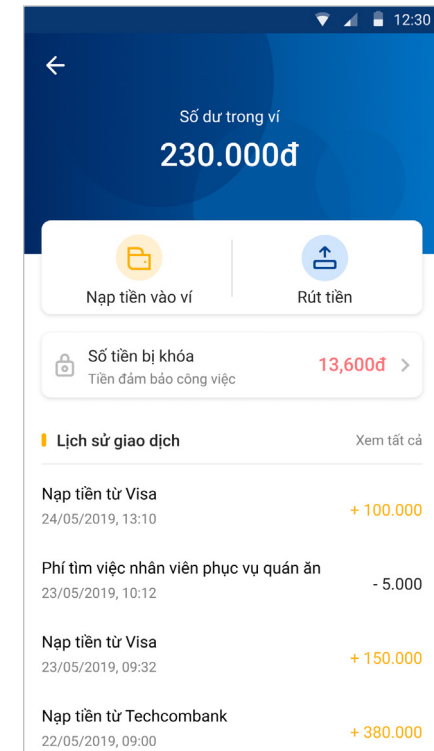 12:30
Số dư trong ví
230.000đ
Nạp tiền vào ví
Rút tiền
Số tiền bị khóa
13,600đ
Tiền đảm bảo công việc
Lịch sử giao dịch
Xem tất cả
Nạp tiền từ Visa
24/05/2019, 13:10
+ 100.000
Phí tìm việc nhân viên phục vụ quán ăn
23/05/2019, 10:12
- 5.000
Nạp tiền từ Visa
23/05/2019, 09:32
+ 150.000
Nạp tiền từ Techcombank
22/05/2019, 09:00
+ 380.000